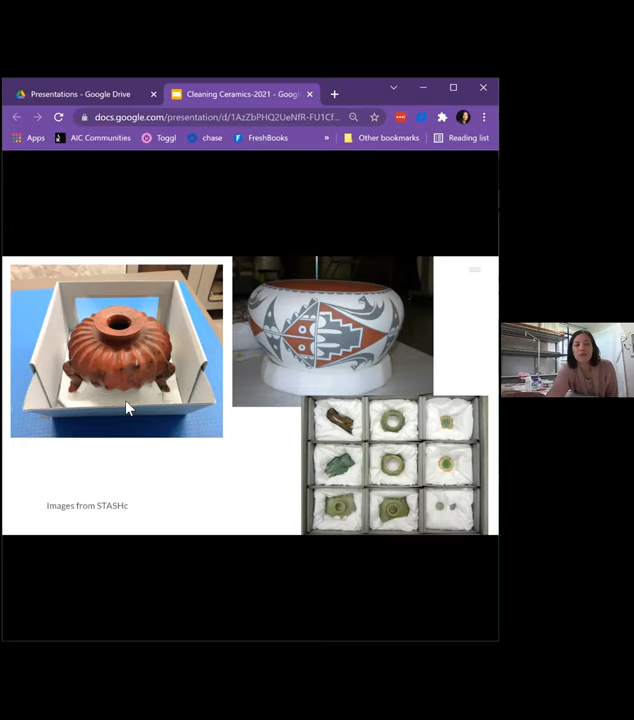 Presentations - Google Drive
Cleaning Ceramics-2021 - Googl
docs.google.com/presentation/d/1AzZbPHQ2UeNfR-FU1Cf...
Apps
AIC Communities
Toggl
chase
FreshBooks
»
Other bookmarks
Reading list
Images from STASHc